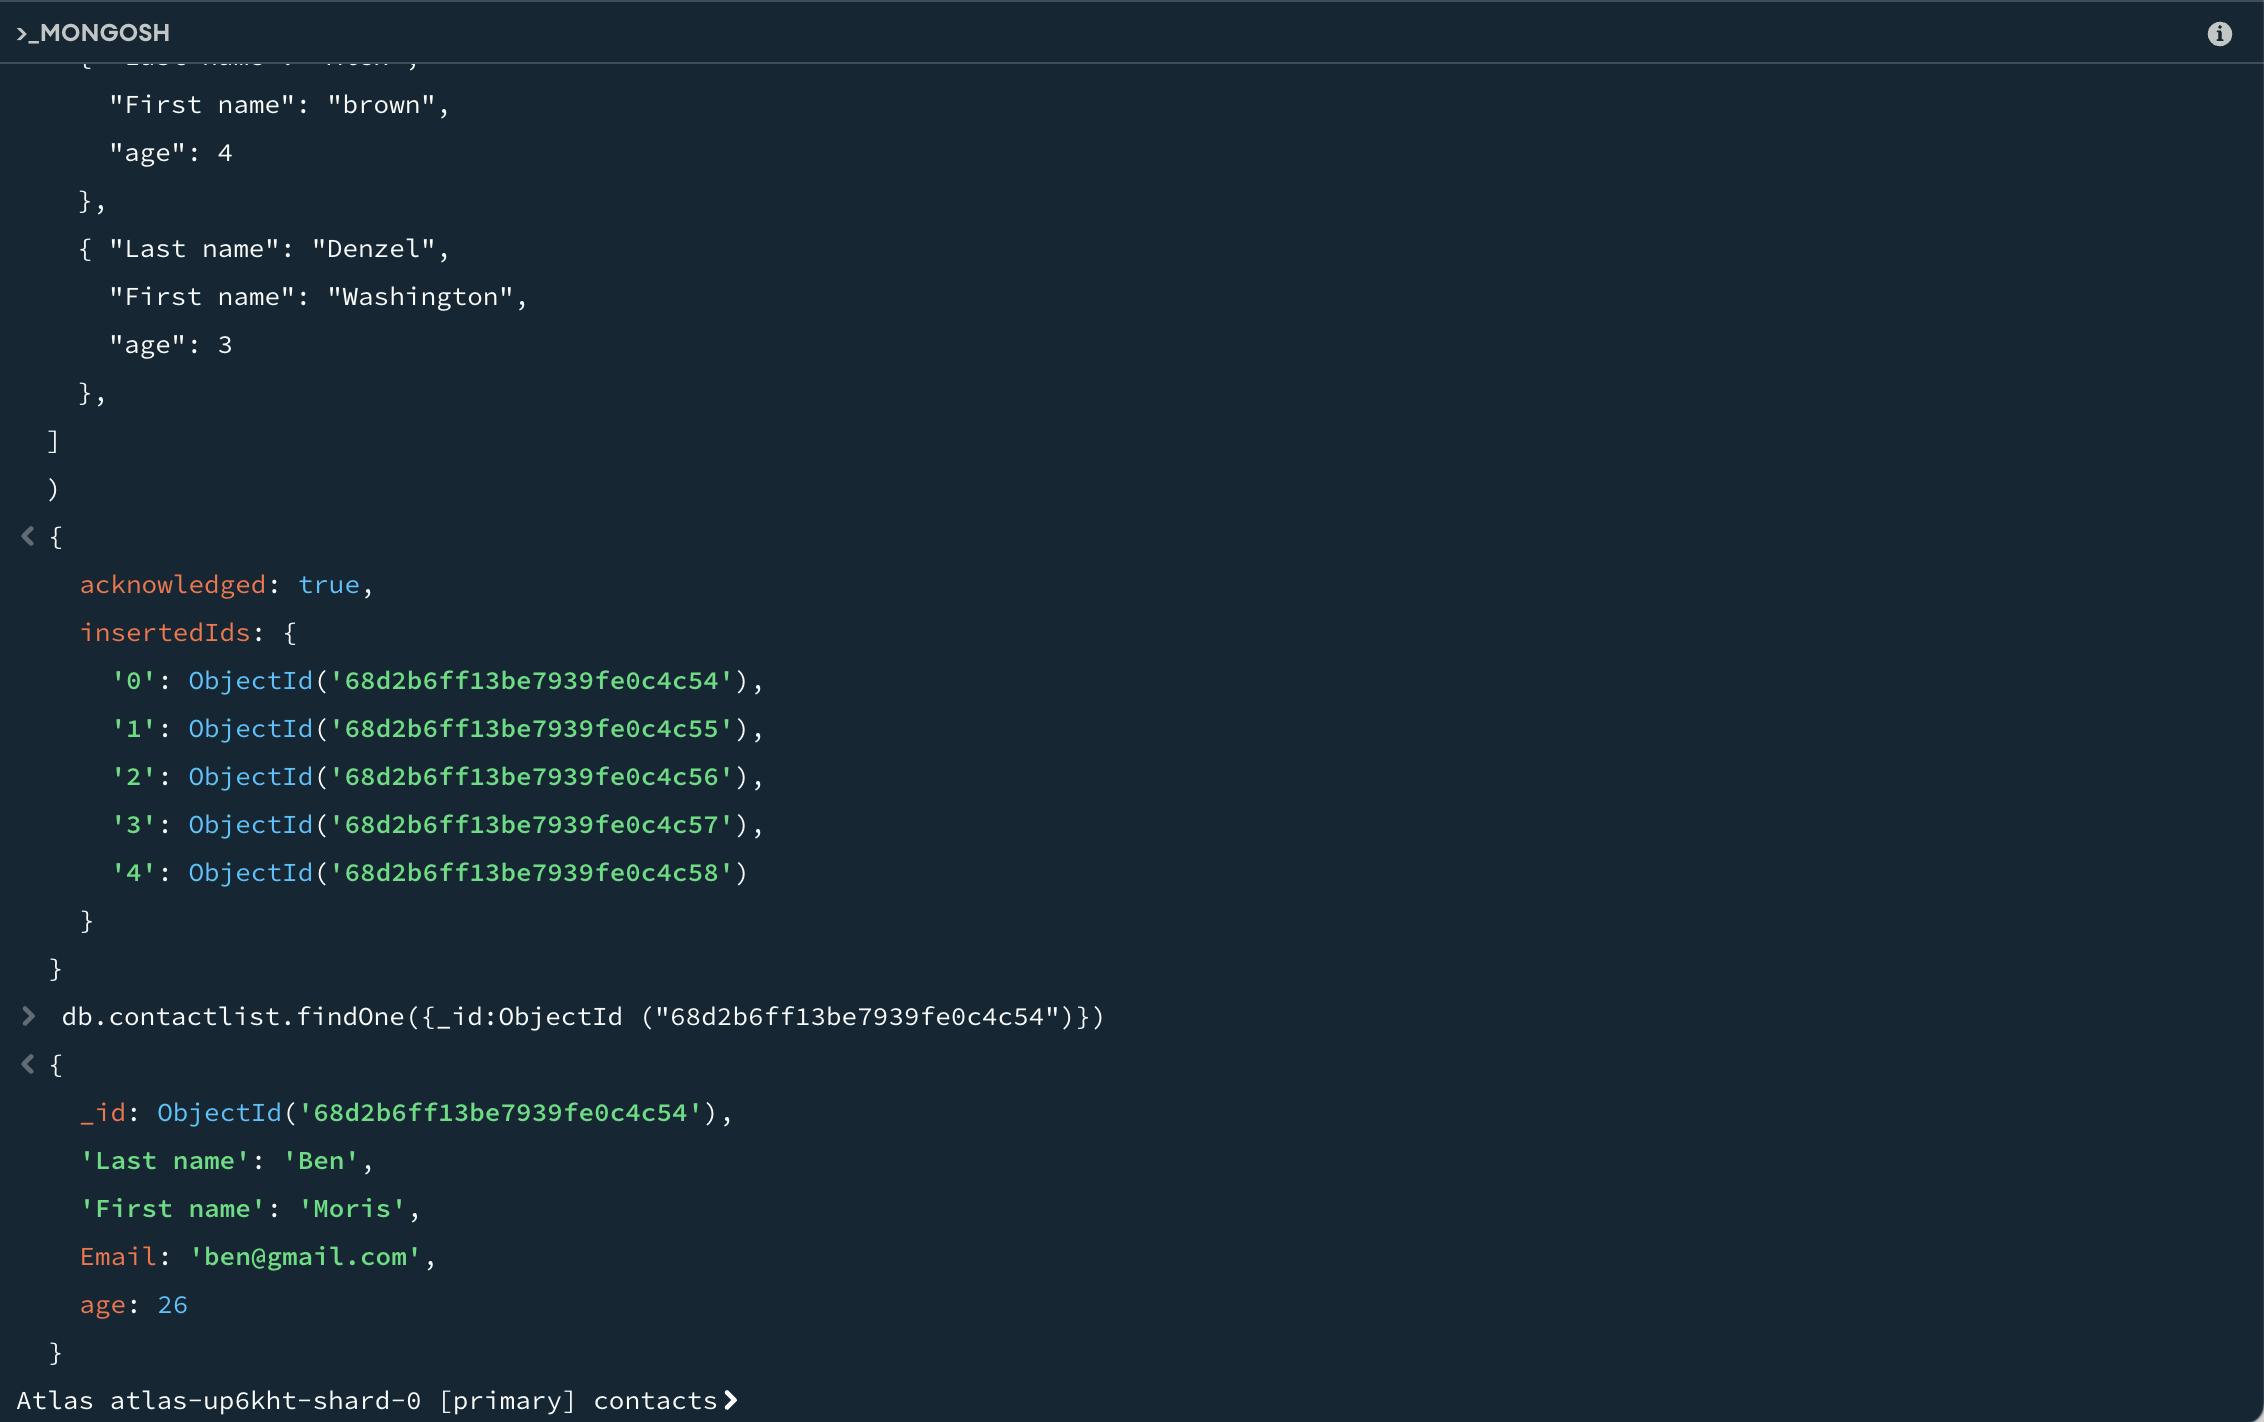 >_MONGOSH
"First name": "brown",
"age": 4
},
{ "Last name": "Denzel",
"First name": "Washington",
"age": 3
},
]
)
{
acknowledged: true,
insertedIds: {
'0': ObjectId('68d2b6ff13be7939fe0c4c54'),
'1': ObjectId('68d2b6ff13be7939fe0c4c55'),
'2': ObjectId('68d2b6ff13be7939fe0c4c56'),
'3': ObjectId('68d2b6ff13be7939fe0c4c57'),
'4': ObjectId('68d2b6ff13be7939fe0c4c58')
}
}
> db.contactlist.findOne({_id:ObjectId ("68d2b6ff13be7939fe0c4c54")})
< {
_id: ObjectId('68d2b6ff13be7939fe0c4c54'),
'Last name': 'Ben',
'First name': 'Moris',
Email: 'ben@gmail.com',
age: 26
}
Atlas atlas-up6kht-shard-0 [primary] contacts>